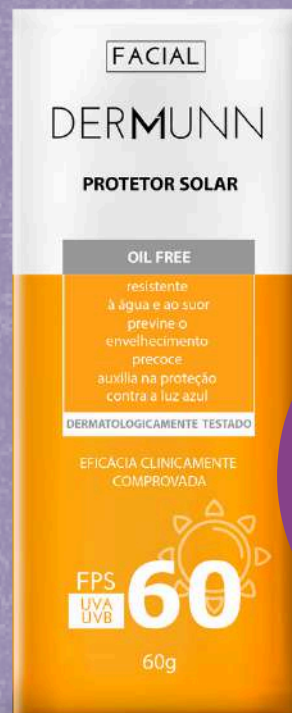 FACIAL
DERMUNN
PROTETOR SOLAR
OIL FREE
resistente
à água e ao suor
previne o
envelhecimento
precoce
auxilia na proteção
contra a luz azul
DERMATOLOGICAMENTE TESTADO
EFICÁCIA CLINICAMENTE
COMPROVADA
FPS
UVA
UVB
60
60g